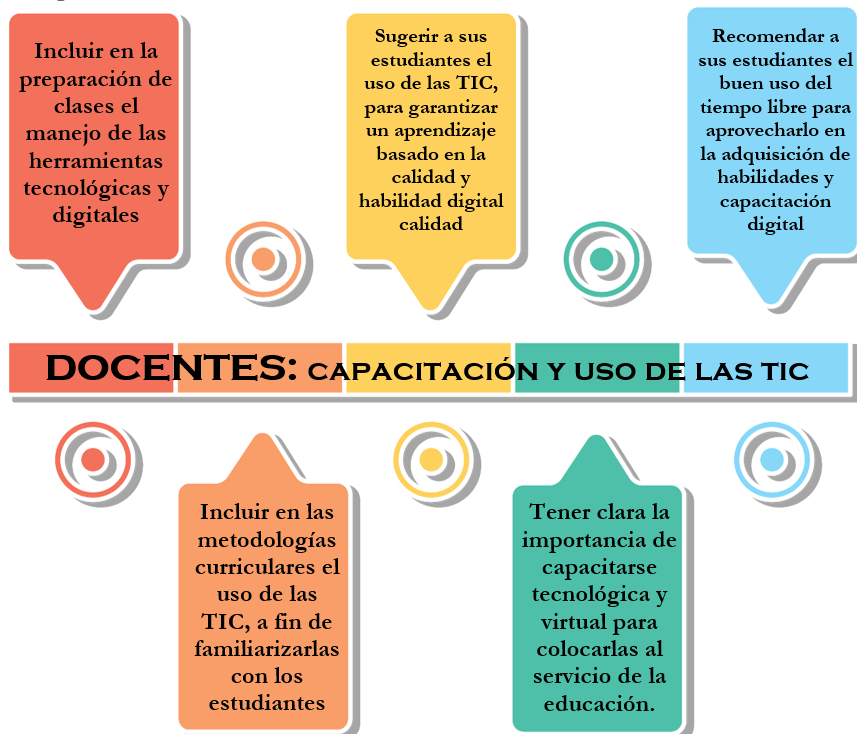 Incluir en la
preparación de
clases el
manejo de las
herramientas
tecnológicas y
digitales
Sugerir a sus
estudiantes el
uso de las TIC,
para garantizar
un aprendizaje
basado en la
calidad y
habilidad digital
calidad
Recomendar a
sus estudiantes el
buen uso del
tiempo libre para
aprovecharlo en
la adquisición de
habilidades y
capacitación
digital
DOCENTES: CAPACITACIÓN Y USO DE LAS TIC
Incluir en las
metodologías
curriculares el
uso de las
TIC, a fin de
familiarizarlas
con los
estudiantes
Tener clara la
importancia de
capacitarse
tecnológica y
virtual para
colocarlas al
servicio de la
educación.